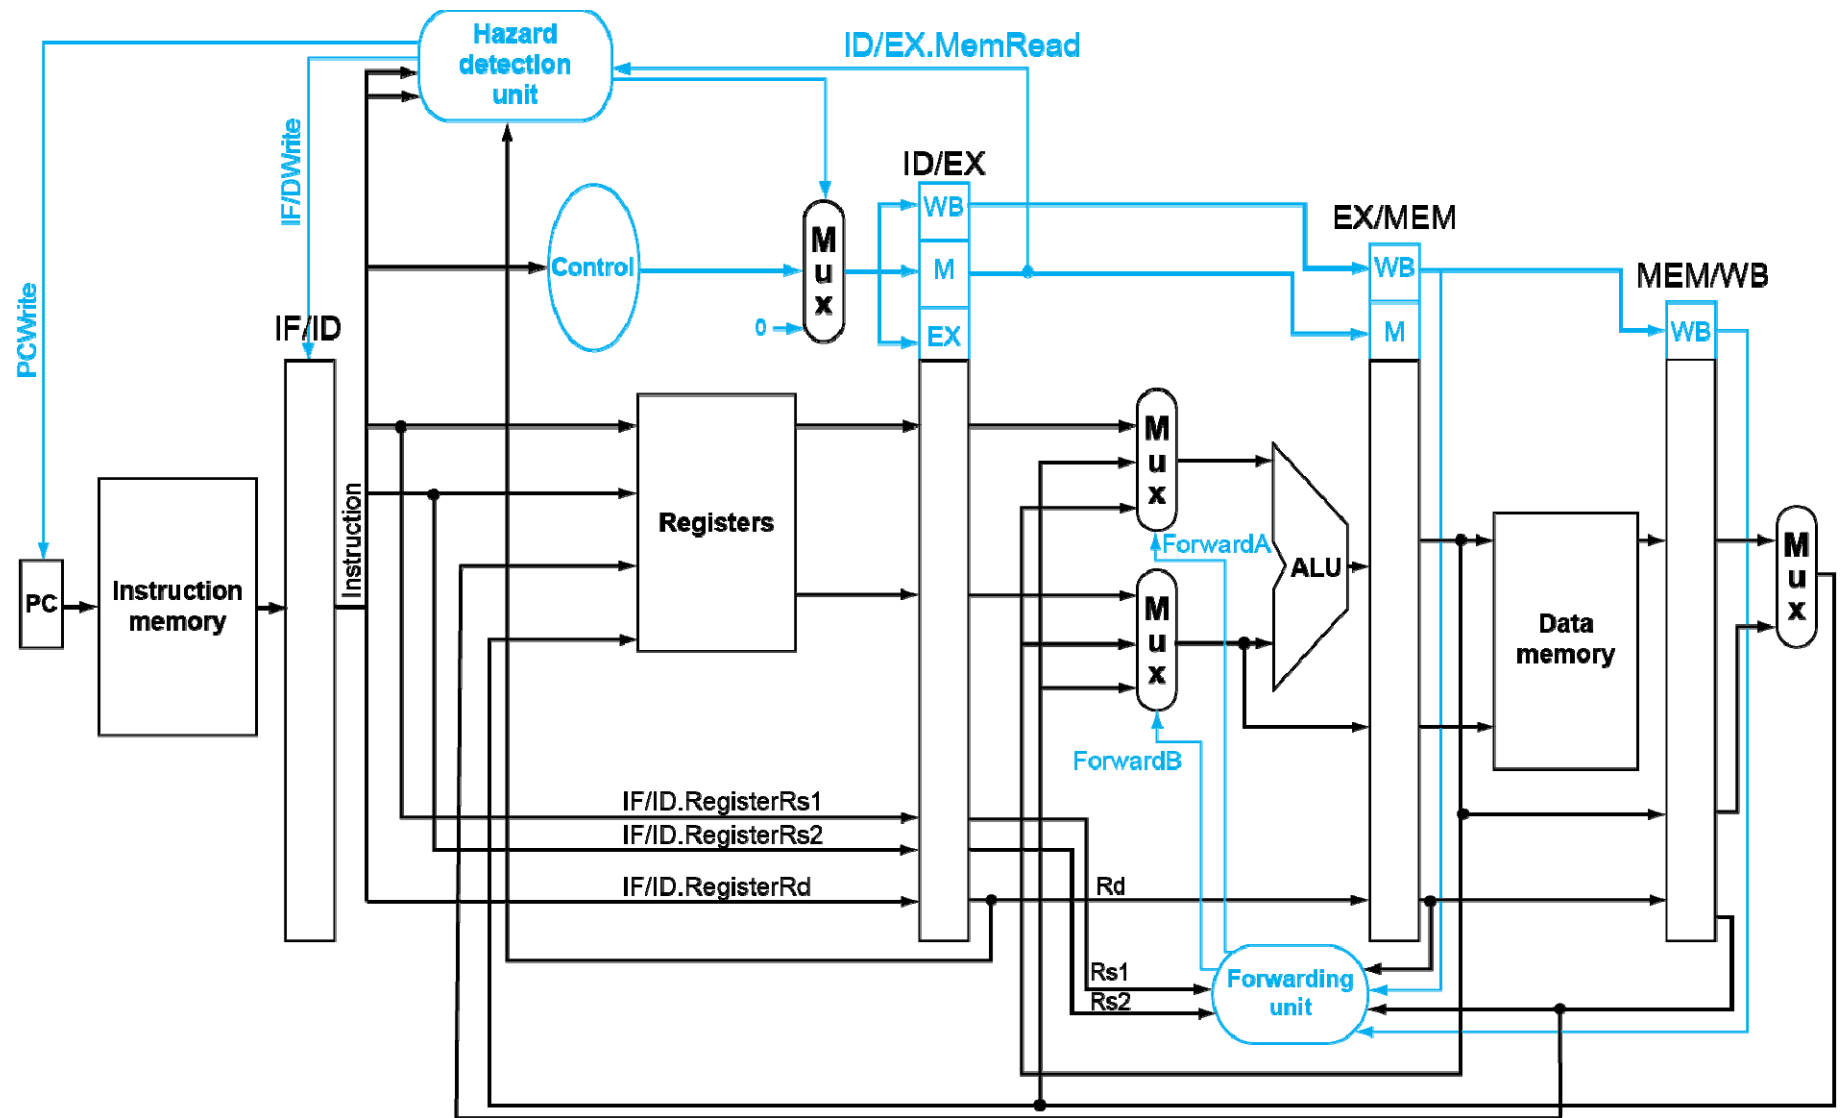 Hazard
detection
unit
ID/EX.MemRead
IF/DWrite
PCWrite
ID/EX
WB
M
EX
Control
0
M
u
x
EX/MEM
WB
M
MEM/WB
WB
IF/ID
Instruction
PC
Instruction
memory
Registers
M
u
x
ForwardA
M
u
x
ForwardB
ALU
Data
memory
M
u
x
IF/ID.RegisterRs1
IF/ID.RegisterRs2
IF/ID.RegisterRd
Rd
Rs1
Rs2
Forwarding
unit